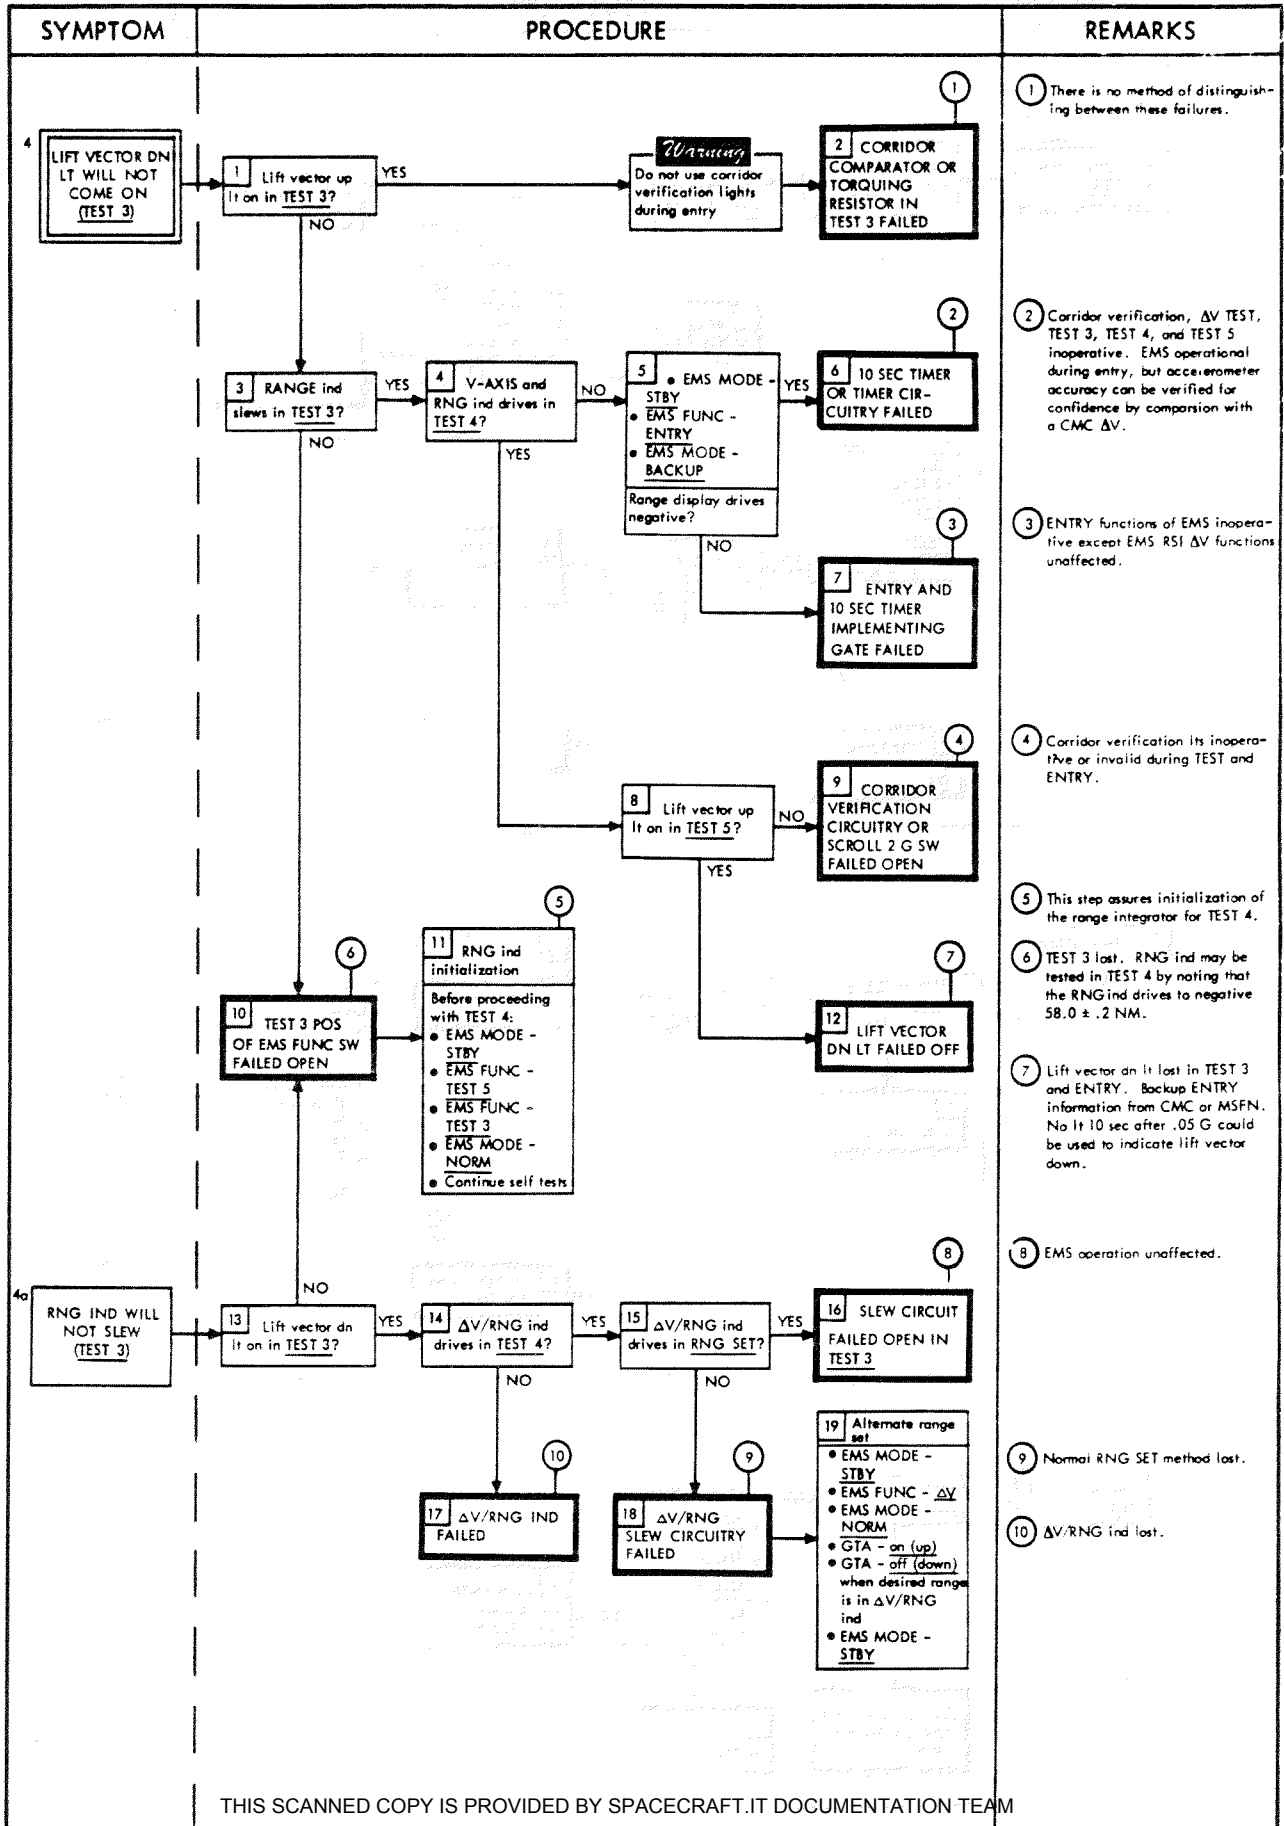 SYMPTOM
PROCEDURE
REMARKS
4
LIFT VECTOR DN
LT WILL NOT
COME ON
(TEST 3)
1 Lift vector up
lt on in TEST 3?
YES
NO
Warning
Do not use corridor
verification lights
during entry
1
2 CORRIDOR
COMPARATOR OR
TORQUING
RESISTOR IN
TEST 3 FAILED
3 RANGE ind
slews in TEST 3?
YES
NO
4 V-AXIS and
RNG ind drives in
TEST 4?
NO
YES
5 • EMS MODE -
STBY
• EMS FUNC -
ENTRY
• EMS MODE -
BACKUP
Range display drives
negative?
YES
NO
2
6 10 SEC TIMER
OR TIMER CIR-
CUITRY FAILED
3
7 ENTRY AND
10 SEC TIMER
IMPLEMENTING
GATE FAILED
8 Lift vector up
lt on in TEST 5?
NO
YES
4
9 CORRIDOR
VERIFICATION
CIRCUITRY OR
SCROLL 2 G SW
FAILED OPEN
6
10 TEST 3 POS
OF EMS FUNC SW
FAILED OPEN
5
11 RNG ind
initialization
Before proceeding
with TEST 4:
• EMS MODE -
STBY
• EMS FUNC -
TEST 5
• EMS FUNC -
TEST 3
• EMS MODE -
NORM
• Continue self tests
7
12 LIFT VECTOR
DN LT FAILED OFF
4a
RNG IND WILL
NOT SLEW
(TEST 3)
NO
13 Lift vector dn
lt on in TEST 3?
YES
14 ΔV/RNG ind
drives in TEST 4?
YES
NO
15 ΔV/RNG ind
drives in RNG SET?
YES
NO
8
16 SLEW CIRCUIT
FAILED OPEN IN
TEST 3
10
17 ΔV/RNG IND
FAILED
9
18 ΔV/RNG
SLEW CIRCUITRY
FAILED
19 Alternate range
set
• EMS MODE -
STBY
• EMS FUNC - ΔV
• EMS MODE -
NORM
• GTA - on (up)
• GTA - off (down)
when desired range
is in ΔV/RNG
ind
• EMS MODE -
STBY
1 There is no method of distinguish-
ing between these failures.
2 Corridor verification, ΔV TEST,
TEST 3, TEST 4, and TEST 5
inoperative. EMS operational
during entry, but accelerometer
accuracy can be verified for
confidence by comparsion with
a CMC ΔV.
3 ENTRY functions of EMS inopera-
tive except EMS RSI ΔV functions
unaffected.
4 Corridor verification lts inopera-
tive or invalid during TEST and
ENTRY.
5 This step assures initialization of
the range integrator for TEST 4.
6 TEST 3 lost. RNG ind may be
tested in TEST 4 by noting that
the RNG ind drives to negative
58.0 ± .2 NM.
7 Lift vector dn lt lost in TEST 3
and ENTRY. Backup ENTRY
information from CMC or MSFN.
No lt 10 sec after .05 G could
be used to indicate lift vector
down.
8 EMS operation unaffected.
9 Normal RNG SET method lost.
10 ΔV/RNG ind lost.
THIS SCANNED COPY IS PROVIDED BY SPACECRAFT.IT DOCUMENTATION TEAM